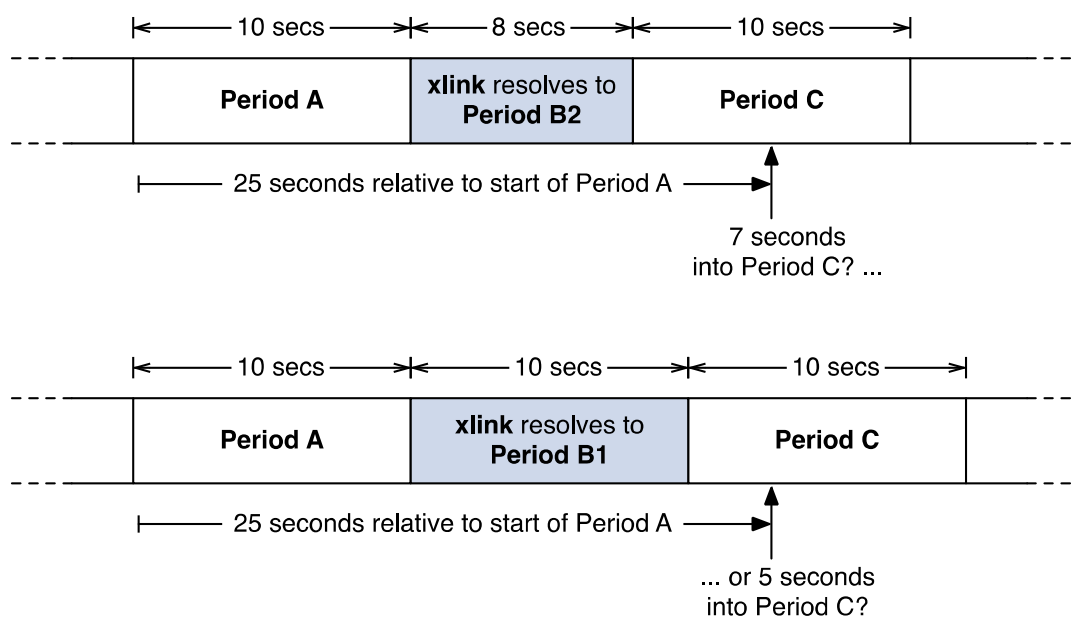 10 secs 8 secs 10 secs
Period A
xlink resolves to
Period B2
Period C
25 seconds relative to start of Period A
7 seconds
into Period C? ...
10 secs 10 secs 10 secs
Period A
xlink resolves to
Period B1
Period C
25 seconds relative to start of Period A
... or 5 seconds
into Period C?